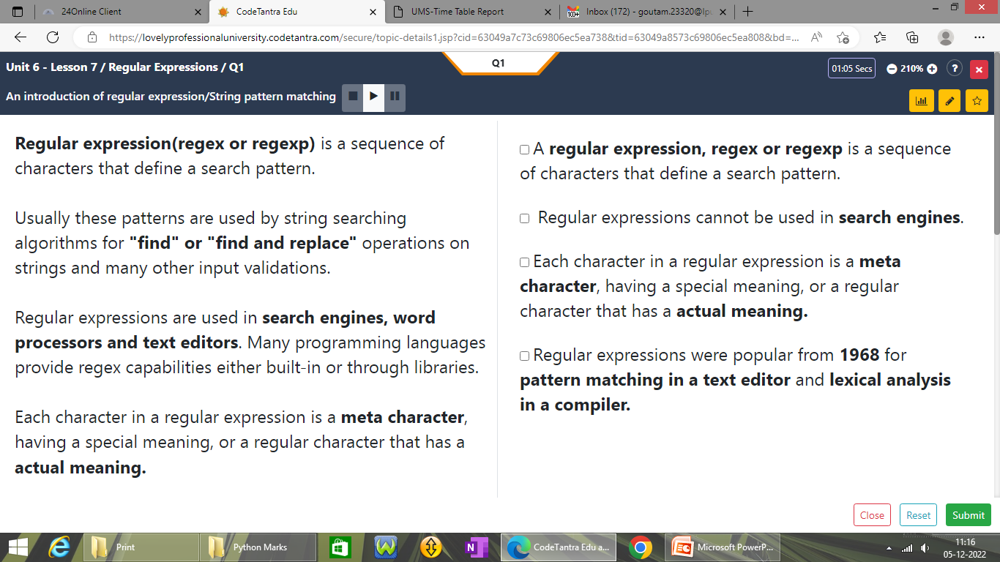 24Online Client
CodeTantra Edu
UMS-Time Table Report
Inbox (172) - goutam.23320@lp
https://lovelyprofessionaluniversity.codetantra.com/secure/topic-details1.jsp?cid=63049a7c73c69806ec5ea738&tid=63049a8573c69806ec5ea808&bd=...
Unit 6 - Lesson 7 / Regular Expressions / Q1
Q1
01:05 Secs
210%
?
An introduction of regular expression/String pattern matching
Regular expression(regex or regexp) is a sequence of
characters that define a search pattern.
Usually these patterns are used by string searching
algorithms for "find" or "find and replace" operations on
strings and many other input validations.
Regular expressions are used in search engines, word
processors and text editors. Many programming languages
provide regex capabilities either built-in or through libraries.
Each character in a regular expression is a meta character,
having a special meaning, or a regular character that has a
actual meaning.
A regular expression, regex or regexp is a sequence
of characters that define a search pattern.
Regular expressions cannot be used in search engines.
Each character in a regular expression is a meta
character, having a special meaning, or a regular
character that has a actual meaning.
Regular expressions were popular from 1968 for
pattern matching in a text editor and lexical analysis
in a compiler.
Close
Reset
Submit
Print
Python Marks
CodeTantra Edu a...
Microsoft PowerP...
11:16
05-12-2022